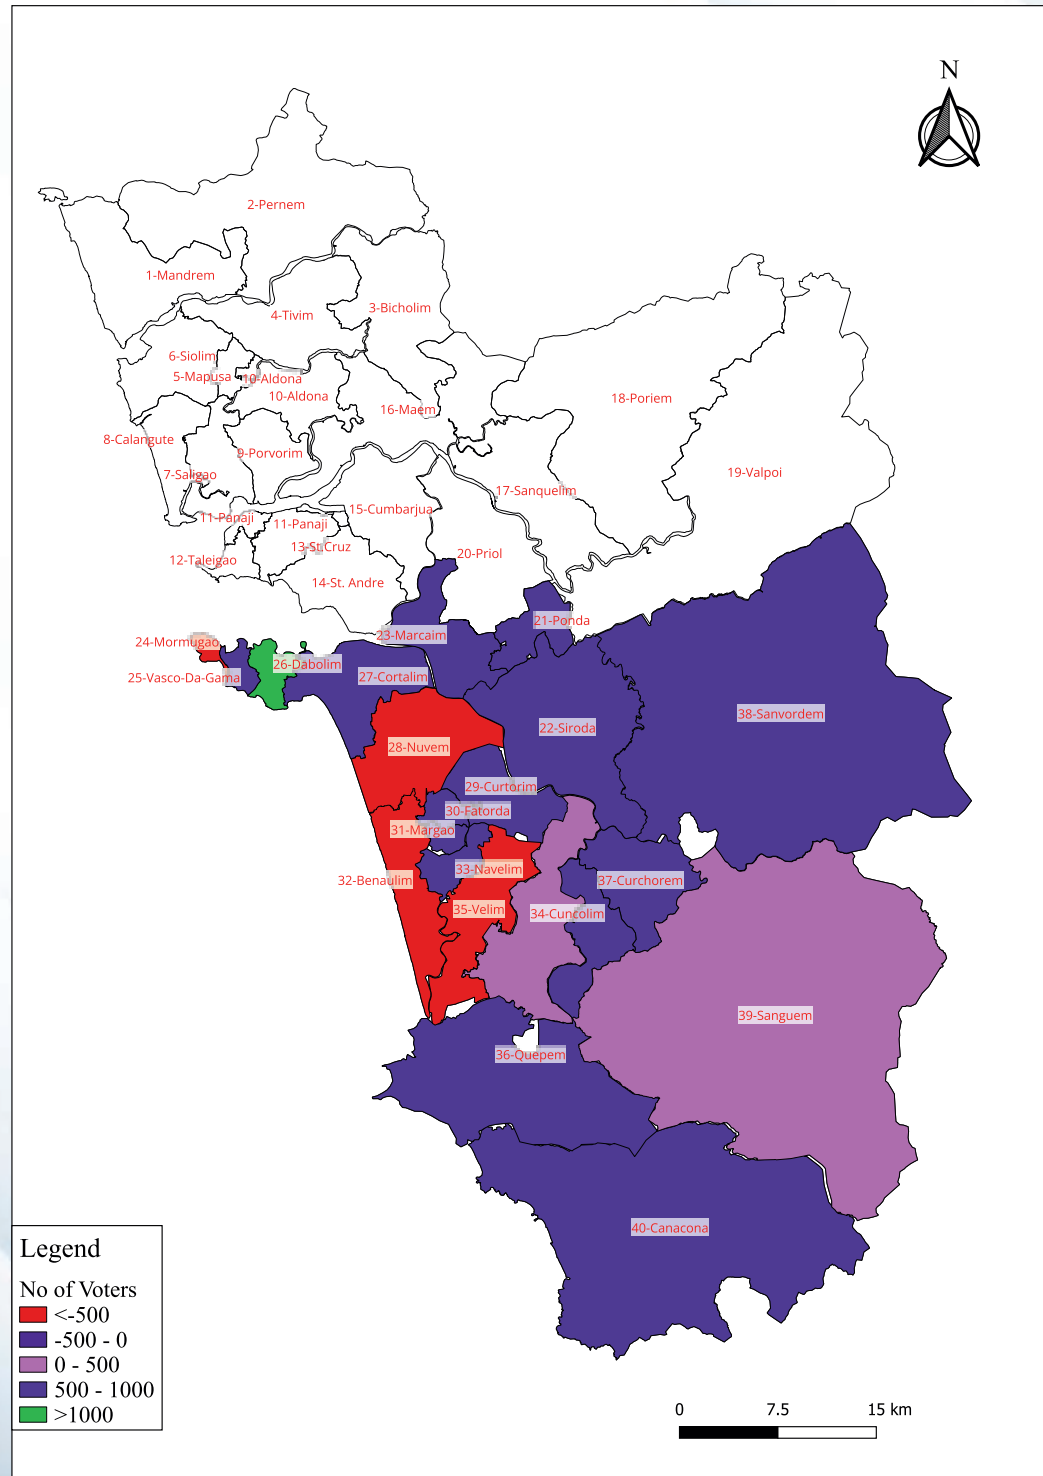 N
2-Pernem
1-Mandrem
3-Bicholim
4-Tivim
6-Siolim
5-Mapusa
10-Aldona
10-Aldona
18-Poriem
16-Maem
8-Calangute
9-Porvorim
19-Valpoi
7-Saligao
17-Sanquelim
15-Cumbarjua
11-Panaji
11-Panaji
13-St.Cruz
20-Priol
12-Taleigao
14-St. Andre
21-Ponda
23-Marcaim
24-Mormugao
26-Dabolim
25-Vasco-Da-Gama
27-Cortalim
38-Sanvordem
22-Siroda
28-Nuvem
29-Curtorim
30-Fatorda
31-Margao
33-Navelim
32-Benaulim
37-Curchorem
35-Velim
34-Cuncolim
39-Sanguem
36-Quepem
40-Canacona
Legend
No of Voters
<-500
-500 - 0
0 - 500
500 - 1000
>1000
0 7.5 15 km